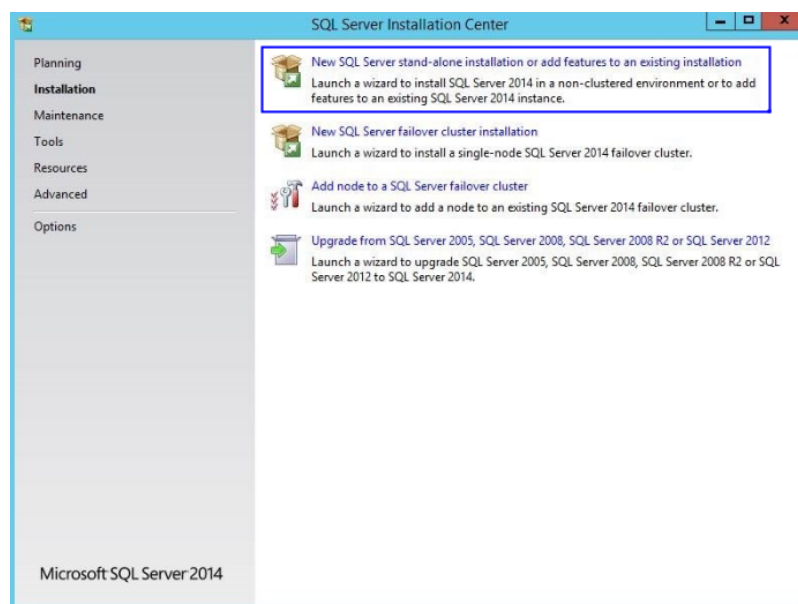 SQL Server Installation Center
Planning
Installation
Maintenance
Tools
Resources
Advanced
Options
New SQL Server stand-alone installation or add features to an existing installation
Launch a wizard to install SQL Server 2014 in a non-clustered environment or to add
features to an existing SQL Server 2014 instance.
New SQL Server failover cluster installation
Launch a wizard to install a single-node SQL Server 2014 failover cluster.
Add node to a SQL Server failover cluster
Launch a wizard to add a node to an existing SQL Server 2014 failover cluster.
Upgrade from SQL Server 2005, SQL Server 2008, SQL Server 2008 R2 or SQL Server 2012
Launch a wizard to upgrade SQL Server 2005, SQL Server 2008, SQL Server 2008 R2 or SQL
Server 2012 to SQL Server 2014.
Microsoft SQL Server 2014